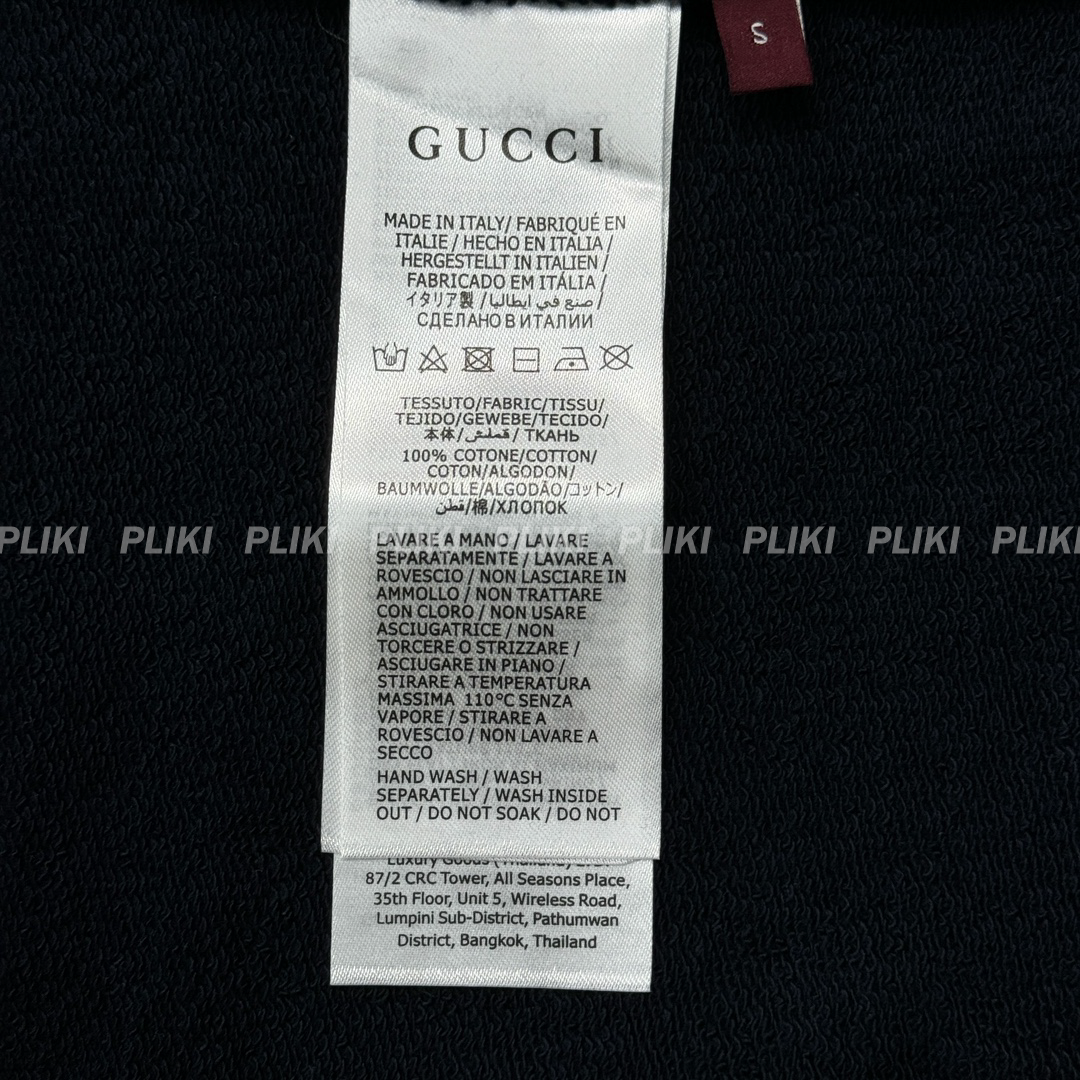 S
GUCCI
MADE IN ITALY/ FABRIQUÉ EN
ITALIE / HECHO EN ITALIA /
HERGESTELLT IN ITALIEN /
FABRICADO EM ITÁLIA /
イタリア製 / صنع في ايطاليا /
СДЕЛАНО В ИТАЛИИ
TESSUTO/FABRIC/TISSU/
TEJIDO/GEWEBE/TECIDO/
本体/قملش/ ТКАНЬ
100% COTONE/COTTON/
COTON/ALGODON/
BAUMWOLLE/ALGODÃO/コットン/
قطن/棉/ХЛОПОК
PLIKI PLIKI PLIKI PLIKI PLIKI PLIKI PLIKI PLIKI PLIKI
LAVARE A MANO / LAVARE
SEPARATAMENTE / LAVARE A
ROVESCIO / NON LASCIARE IN
AMMOLLO / NON TRATTARE
CON CLORO / NON USARE
ASCIUGATRICE / NON
TORCERE O STRIZZARE /
ASCIUGARE IN PIANO /
STIRARE A TEMPERATURA
MASSIMA 110°C SENZA
VAPORE / STIRARE A
ROVESCIO / NON LAVARE A
SECCO
HAND WASH / WASH
SEPARATELY / WASH INSIDE
OUT / DO NOT SOAK / DO NOT
Luxury Goods (Thailand)
87/2 CRC Tower, All Seasons Place,
35th Floor, Unit 5, Wireless Road,
Lumpini Sub-District, Pathumwan
District, Bangkok, Thailand